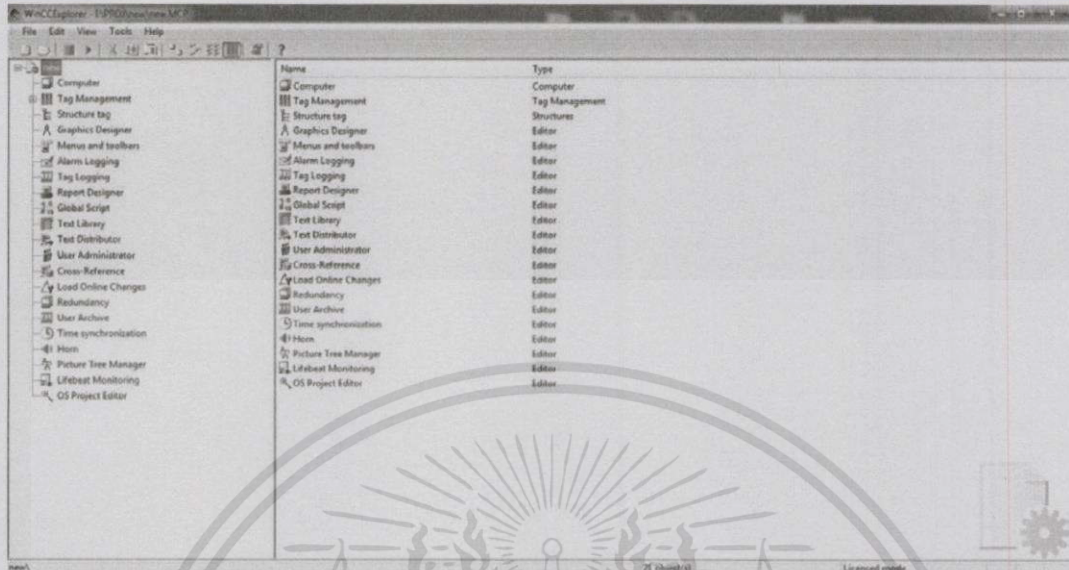 WinCCExplorer - E:\PROJ\new\new.MCP
File Edit View Tools Help
new
Computer
Tag Management
Structure tag
Graphics Designer
Menus and toolbars
Alarm Logging
Tag Logging
Report Designer
Global Script
Text Library
Text Distributor
User Administrator
Cross-Reference
Load Online Changes
Redundancy
User Archive
Time synchronization
Horn
Picture Tree Manager
Lifebeat Monitoring
OS Project Editor
Name Type
Computer Computer
Tag Management Tag Management
Structure tag Structures
Graphics Designer Editor
Menus and toolbars Editor
Alarm Logging Editor
Tag Logging Editor
Report Designer Editor
Global Script Editor
Text Library Editor
Text Distributor Editor
User Administrator Editor
Cross-Reference Editor
Load Online Changes Editor
Redundancy Editor
User Archive Editor
Time synchronization Editor
Horn Editor
Picture Tree Manager Editor
Lifebeat Monitoring Editor
OS Project Editor Editor
new\ object(s) Licensed mode